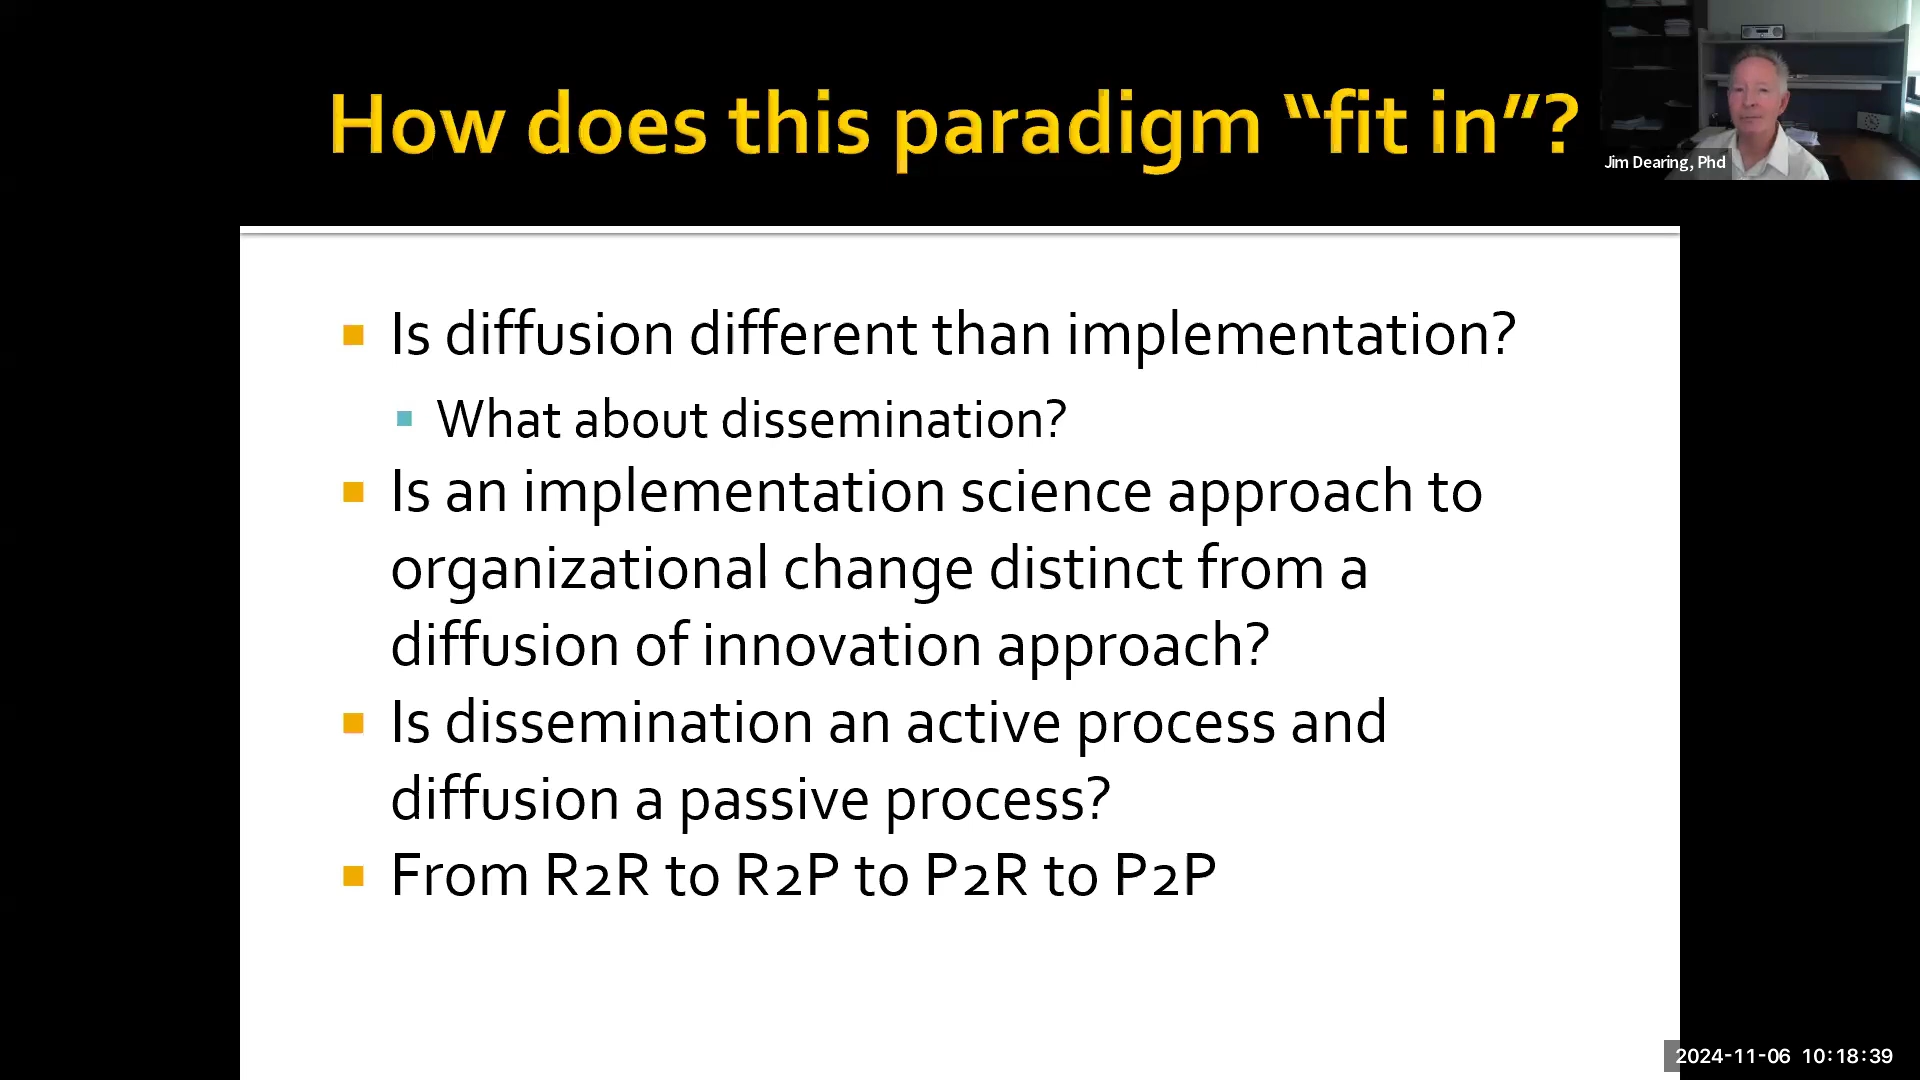 How does this paradigm “fit in”?
Jim Dearing, Phd
Is diffusion different than implementation?
What about dissemination?
Is an implementation science approach to
organizational change distinct from a
diffusion of innovation approach?
Is dissemination an active process and
diffusion a passive process?
From R2R to R2P to P2R to P2P
2024-11-06 10:18:39